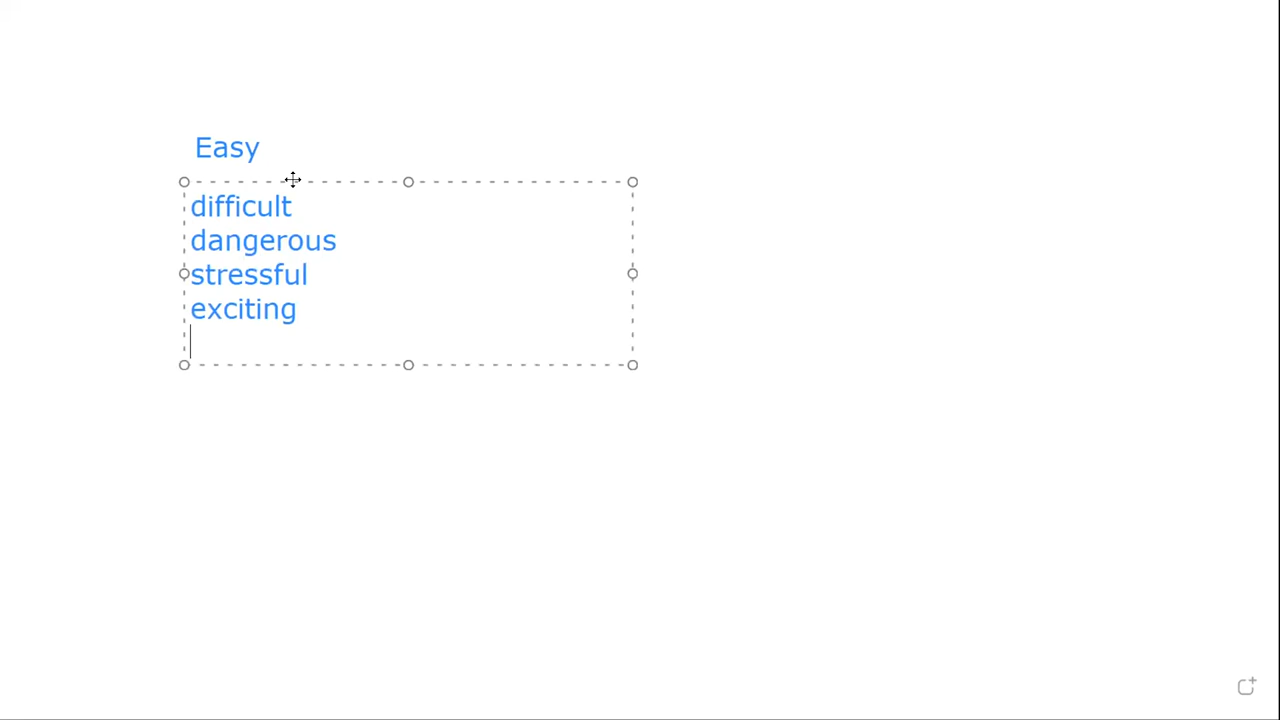 Easy
difficult
dangerous
stressful
exciting